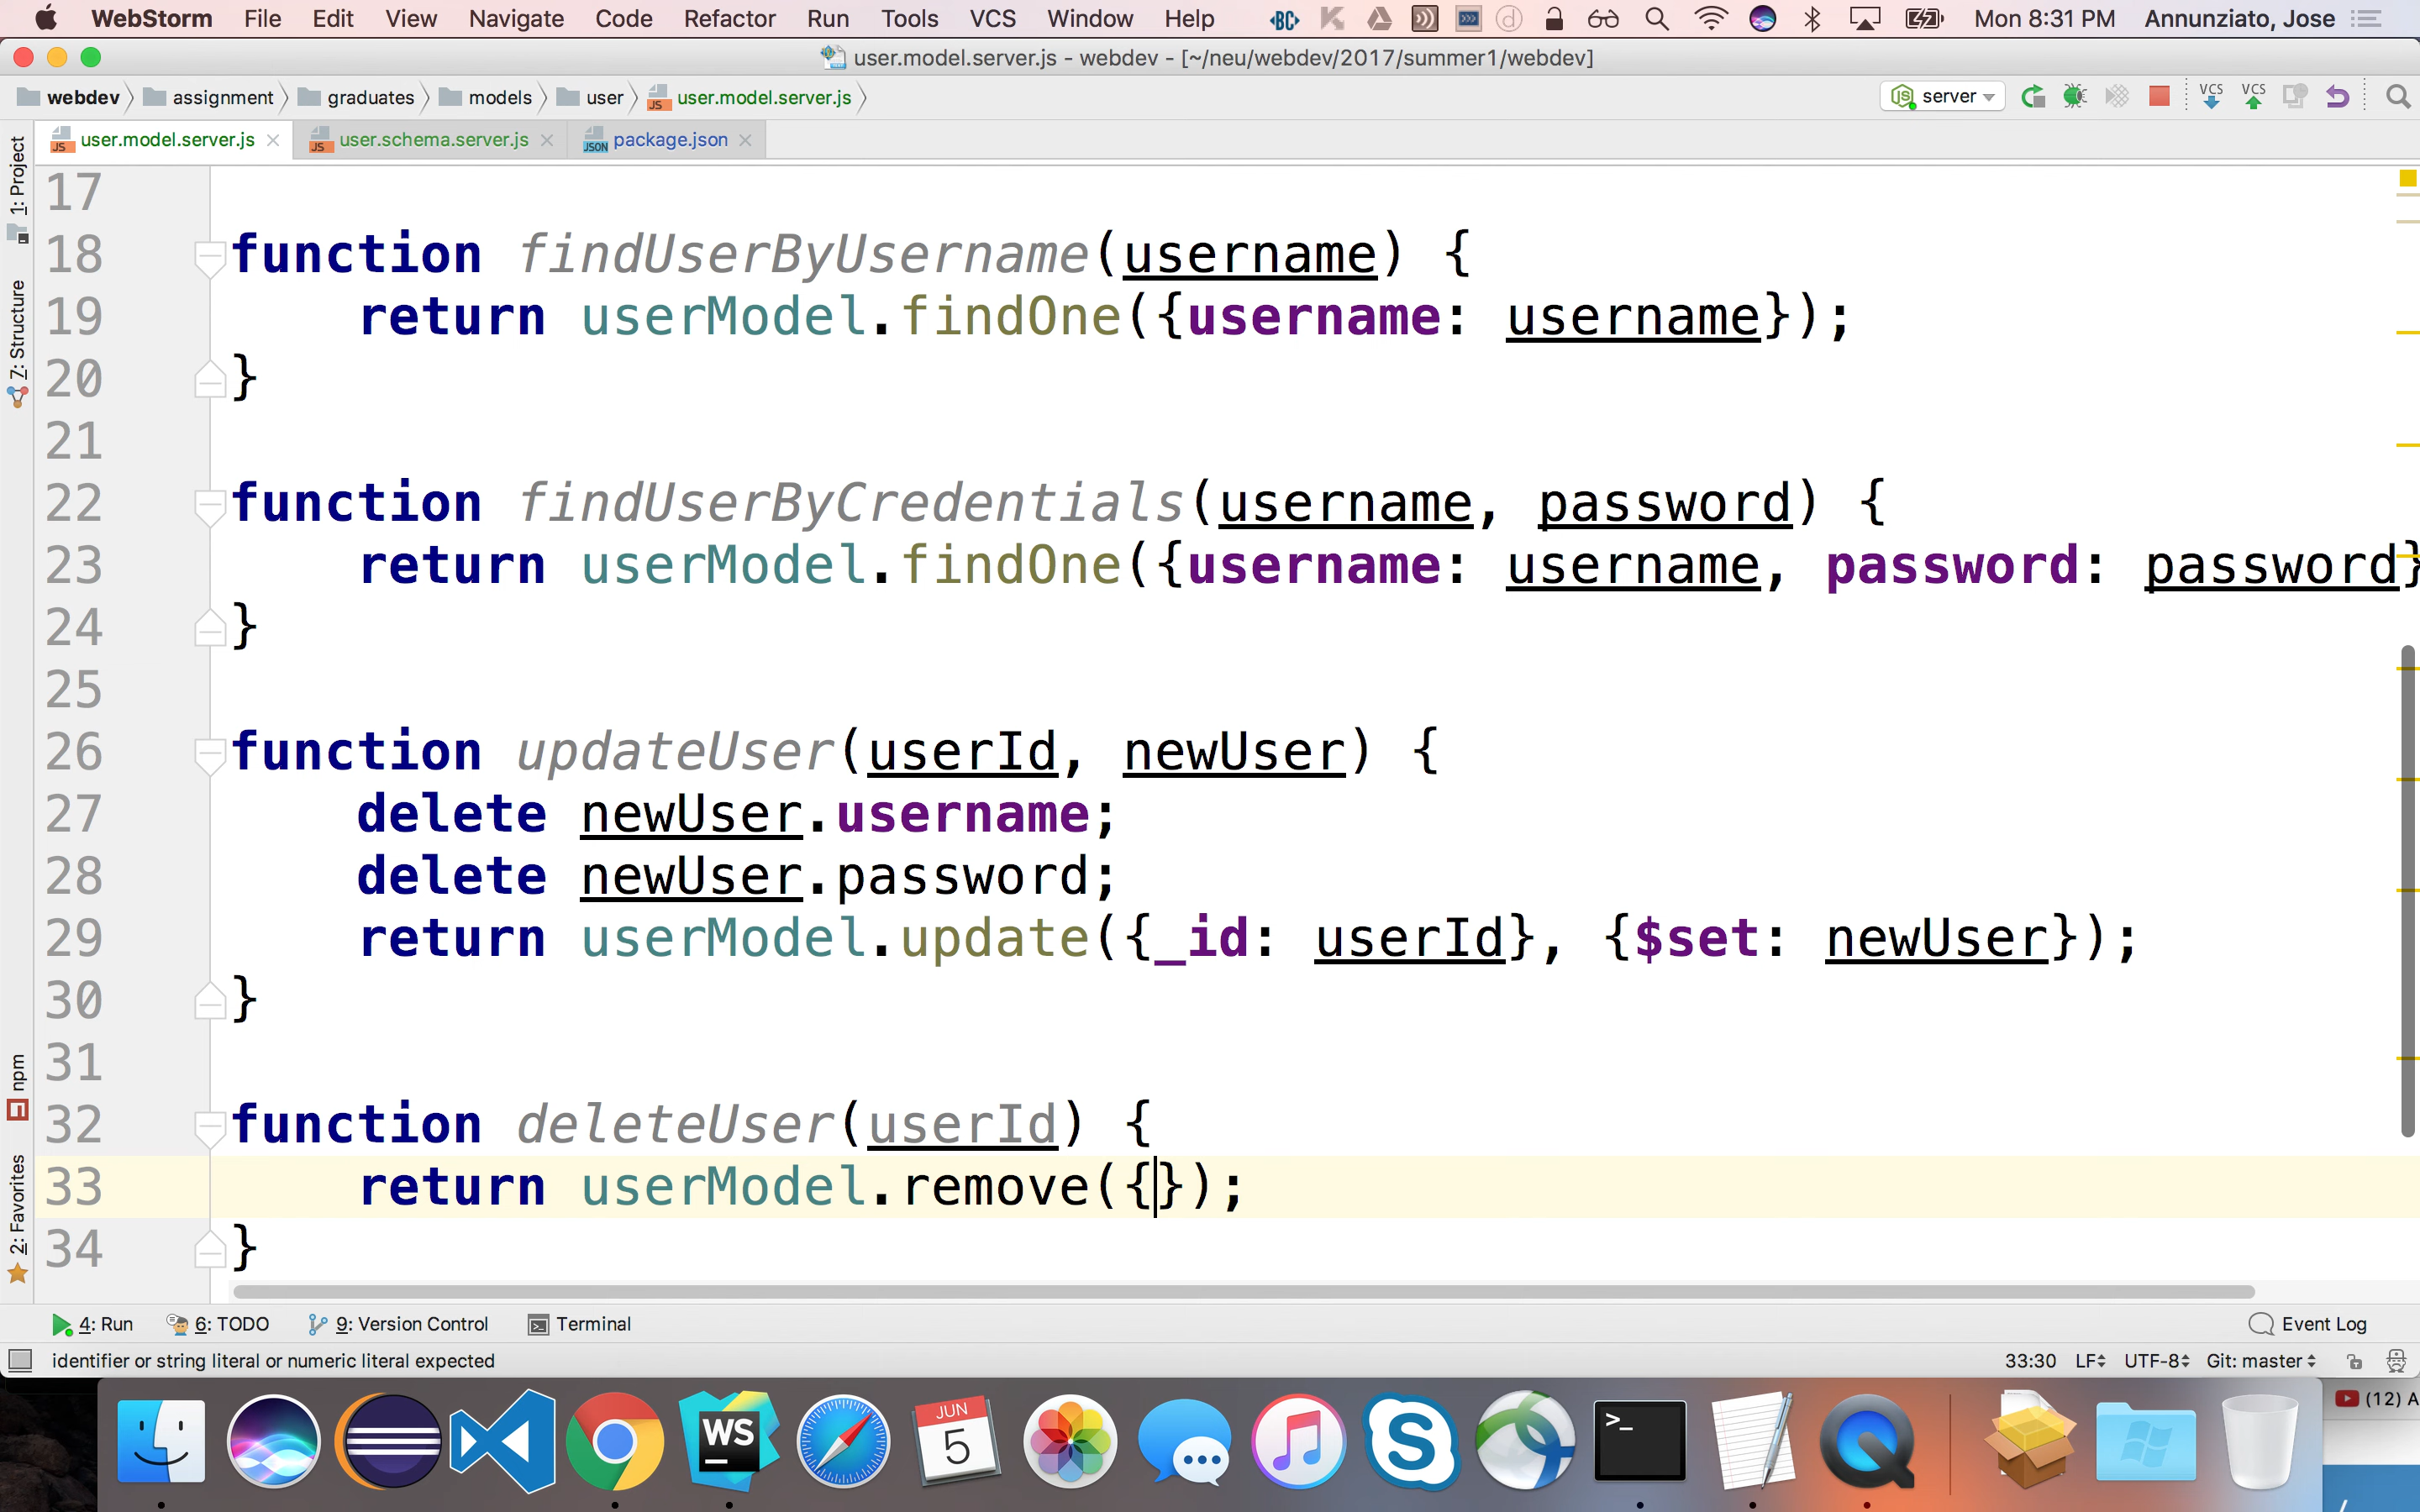 WebStorm File Edit View Navigate Code Refactor Run Tools VCS Window Help BC Mon 8:31 PM Annunziato, Jose
user.model.server.js - webdev - [~/neu/webdev/2017/summer1/webdev]
webdev assignment graduates models user user.model.server.js server VCS VCS
user.model.server.js user.schema.server.js package.json
1: Project
7: Structure
npm
2: Favorites
17
18 function findUserByUsername(username) {
19 return userModel.findOne({username: username});
20 }
21
22 function findUserByCredentials(username, password) {
23 return userModel.findOne({username: username, password: password}
24 }
25
26 function updateUser(userId, newUser) {
27 delete newUser.username;
28 delete newUser.password;
29 return userModel.update({_id: userId}, {$set: newUser});
30 }
31
32 function deleteUser(userId) {
33 return userModel.remove({});
34 }
4: Run 6: TODO 9: Version Control Terminal Event Log
identifier or string literal or numeric literal expected 33:30 LF UTF-8 Git: master
WS
JUN
5
(12) A